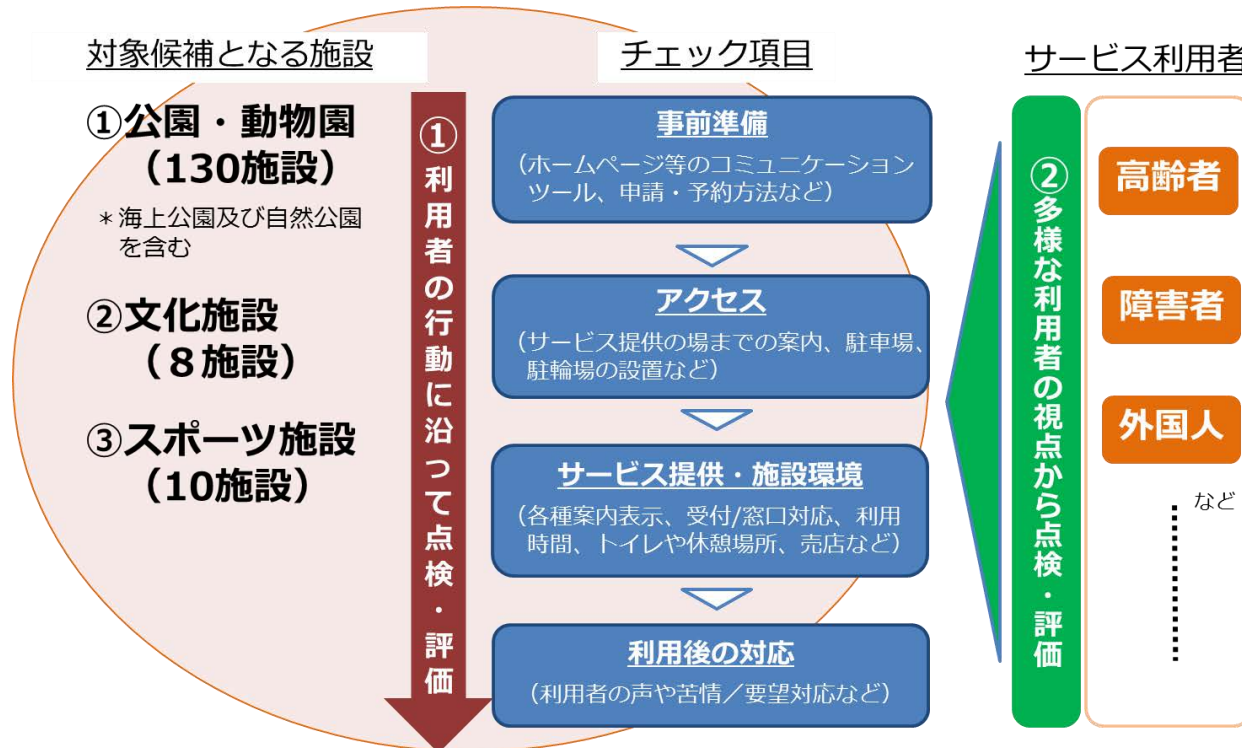 対象候補となる施設
①公園・動物園
（130施設）
＊海上公園及び自然公園
を含む
②文化施設
（８施設）
③スポーツ施設
（10施設）
①利用者の行動に沿って点検・評価
チェック項目
事前準備
（ホームページ等のコミュニケーション
ツール、申請・予約方法など）
アクセス
（サービス提供の場までの案内、駐車場、
駐輪場の設置など）
サービス提供・施設環境
（各種案内表示、受付/窓口対応、利用
時間、トイレや休憩場所、売店など）
利用後の対応
（利用者の声や苦情／要望対応など）
②多様な利用者の視点から点検・評価
サービス利用者
高齢者
障害者
外国人
など